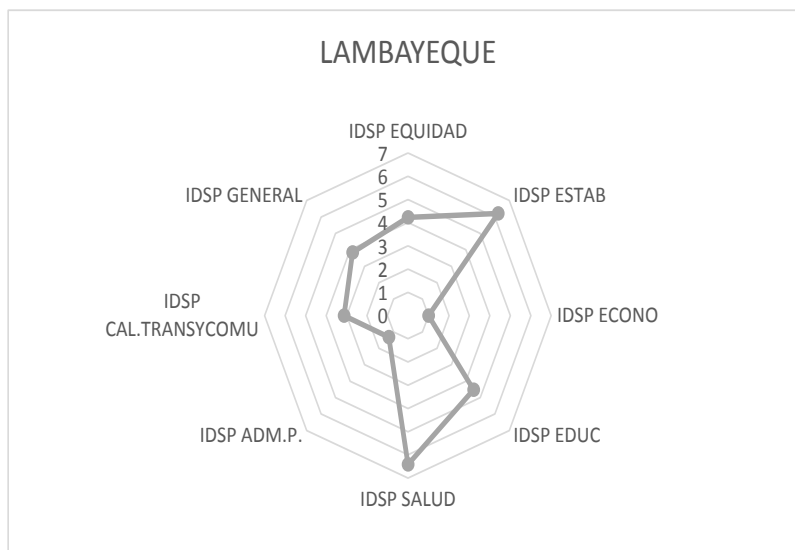 LAMBAYEQUE
IDSP EQUIDAD
7
6
5
4
3
2
1
0
IDSP GENERAL
IDSP ESTAB
IDSP
CAL.TRANSYCOMU
IDSP ECONO
IDSP ADM.P.
IDSP EDUC
IDSP SALUD